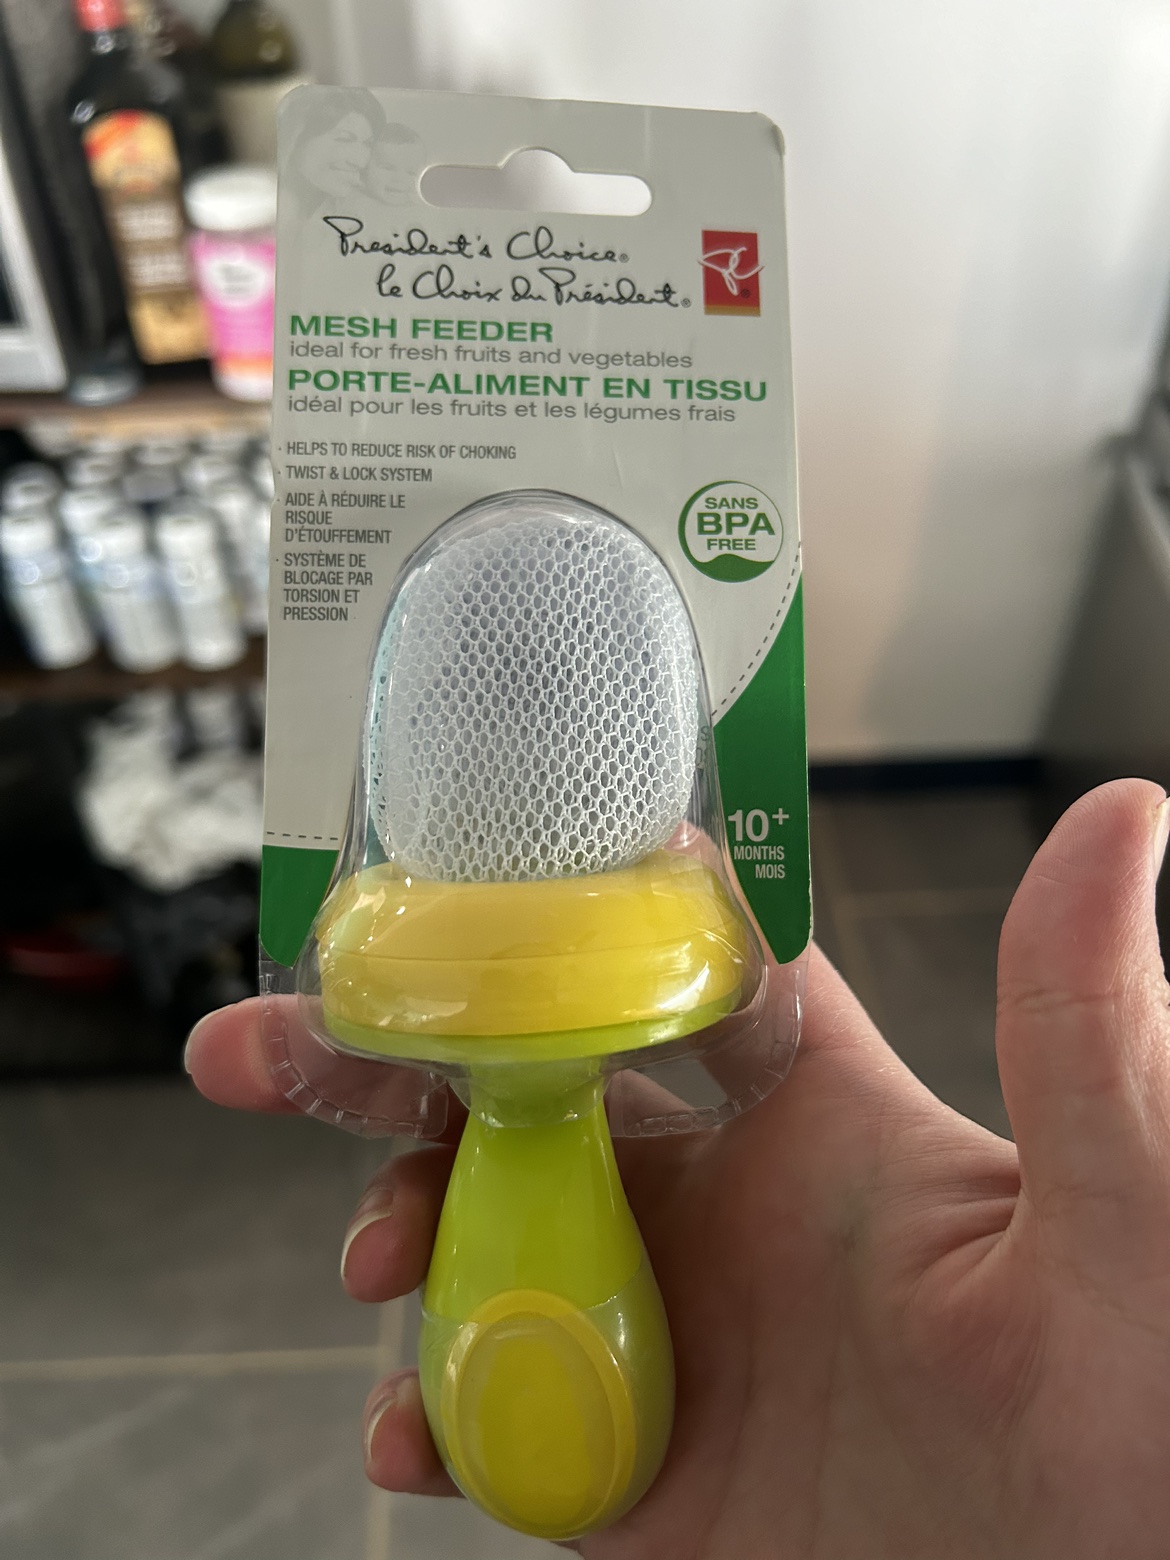 President's Choice®
le Choix du Président®
MESH FEEDER
ideal for fresh fruits and vegetables
PORTE-ALIMENT EN TISSU
idéal pour les fruits et les légumes frais
· HELPS TO REDUCE RISK OF CHOKING
· TWIST & LOCK SYSTEM
· AIDE À RÉDUIRE LE
RISQUE
D'ÉTOUFFEMENT
· SYSTÈME DE
BLOCAGE PAR
TORSION ET
PRESSION
SANS
BPA
FREE
10+
MONTHS
MOIS